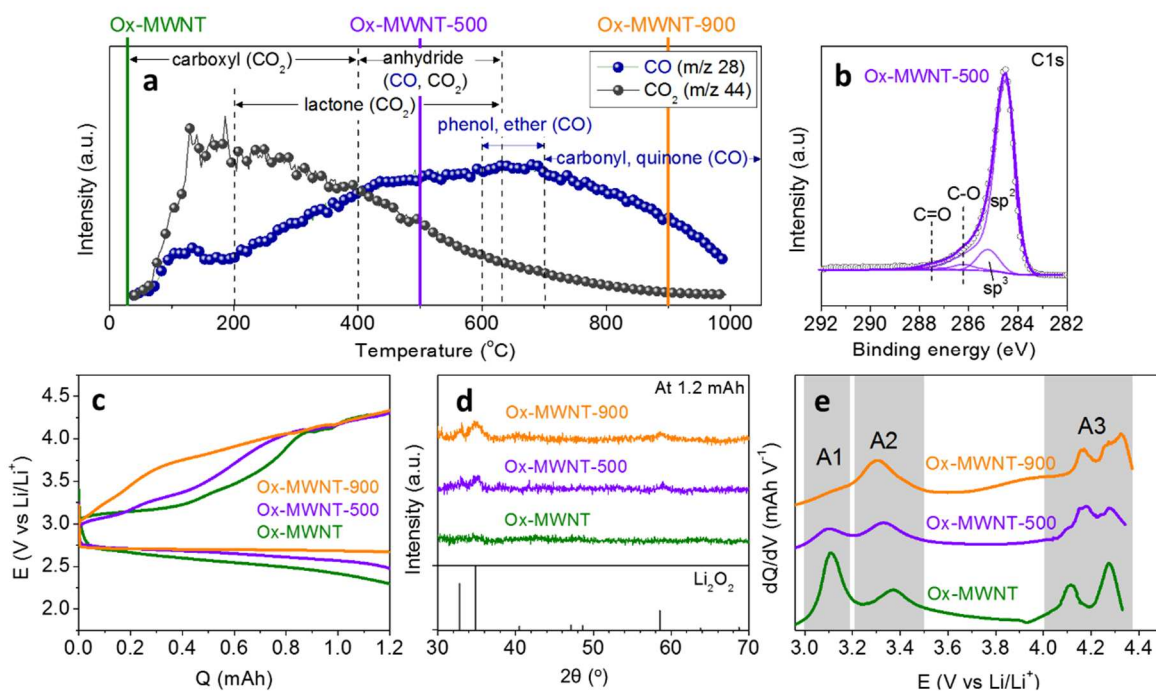 Ox-MWNT
Ox-MWNT-500
Ox-MWNT-900
a
carboxyl (CO₂)
anhydride
(CO, CO₂)
lactone (CO₂)
CO (m/z 28)
CO₂ (m/z 44)
phenol, ether (CO)
carbonyl, quinone (CO)
Intensity (a.u.)
0 200 400 600 800 1000
Temperature (°C)
b
C1s
Ox-MWNT-500
C=O
C-O
sp²
sp³
Intensity (a.u)
292 290 288 286 284 282
Binding energy (eV)
c
4.5
4.0
3.5
3.0
2.5
2.0
E (V vs Li/Li⁺)
Ox-MWNT-900
Ox-MWNT-500
Ox-MWNT
0.0 0.2 0.4 0.6 0.8 1.0 1.2
Q (mAh)
d
At 1.2 mAh
Ox-MWNT-900
Ox-MWNT-500
Ox-MWNT
Li₂O₂
Intensity (a.u.)
30 40 50 60 70
2θ (°)
e
A1
A2
A3
Ox-MWNT-900
Ox-MWNT-500
Ox-MWNT
dQ/dV (mAh V⁻¹)
3.0 3.3 3.6 3.9 4.2 4.5
E (V vs Li/Li⁺)